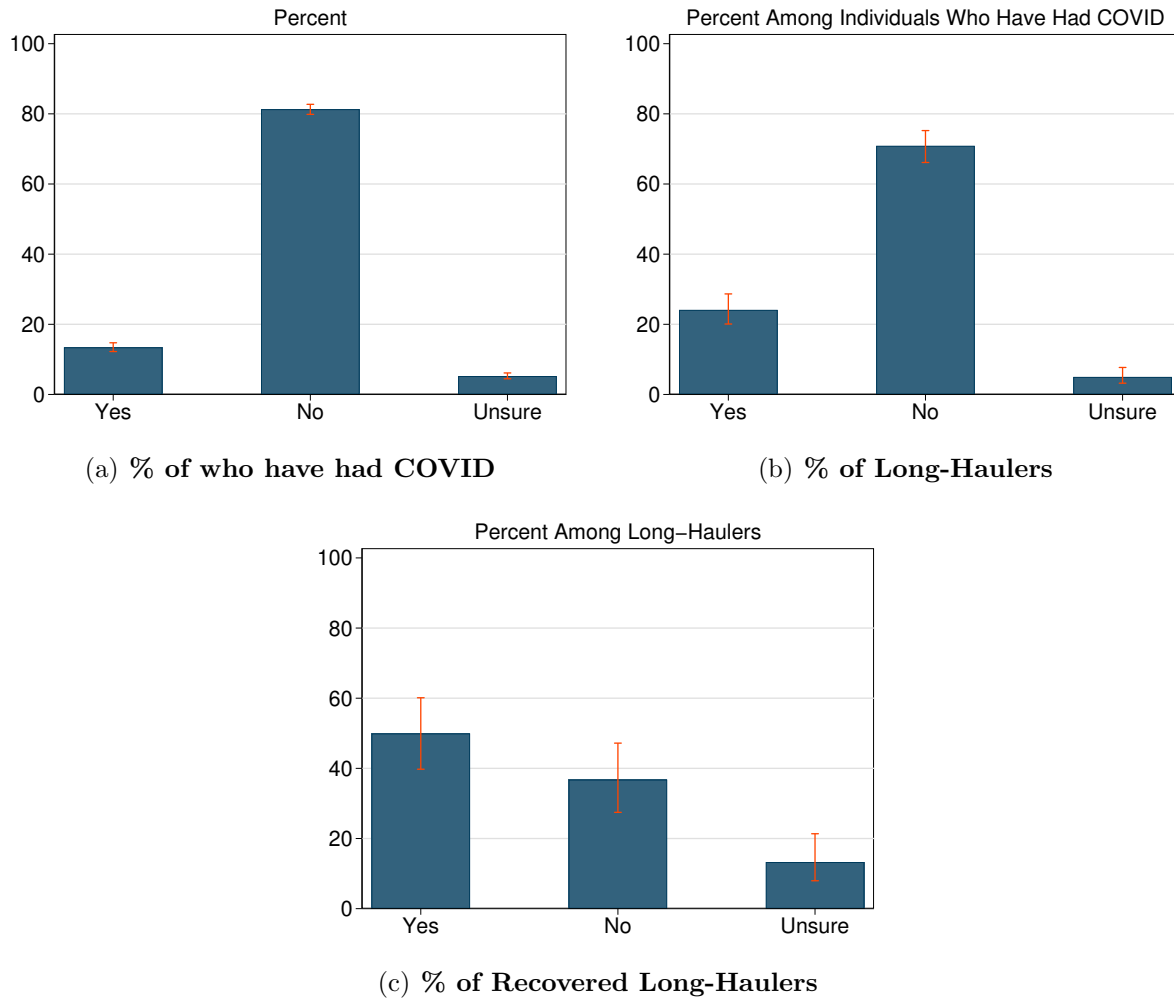 Percent
100
80
60
40
20
0
Yes No Unsure
(a) % of who have had COVID
Percent Among Individuals Who Have Had COVID
100
80
60
40
20
0
Yes No Unsure
(b) % of Long-Haulers
Percent Among Long−Haulers
100
80
60
40
20
0
Yes No Unsure
(c) % of Recovered Long-Haulers